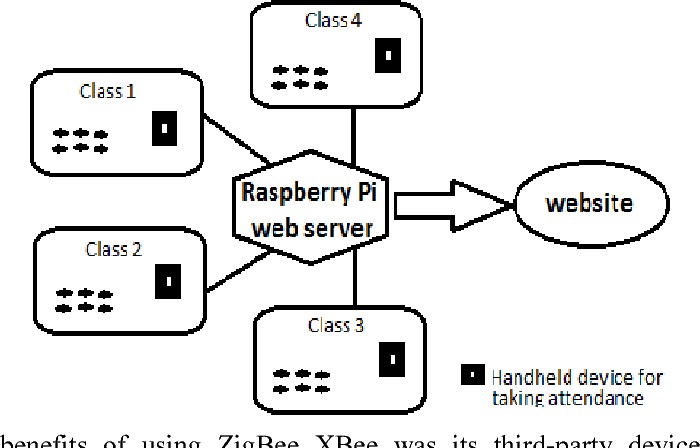 Class 4
Class 1
Raspberry Pi
web server
website
Class 2
Class 3
Handheld device for
taking attendance
benefits of using ZigBee XBee was its third-party device